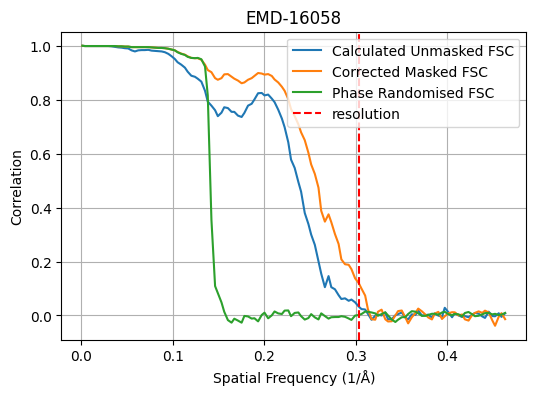 EMD-16058
Calculated Unmasked FSC
Corrected Masked FSC
Phase Randomised FSC
resolution
Correlation
1.0
0.8
0.6
0.4
0.2
0.0
0.0 0.1 0.2 0.3 0.4
Spatial Frequency (1/Å)